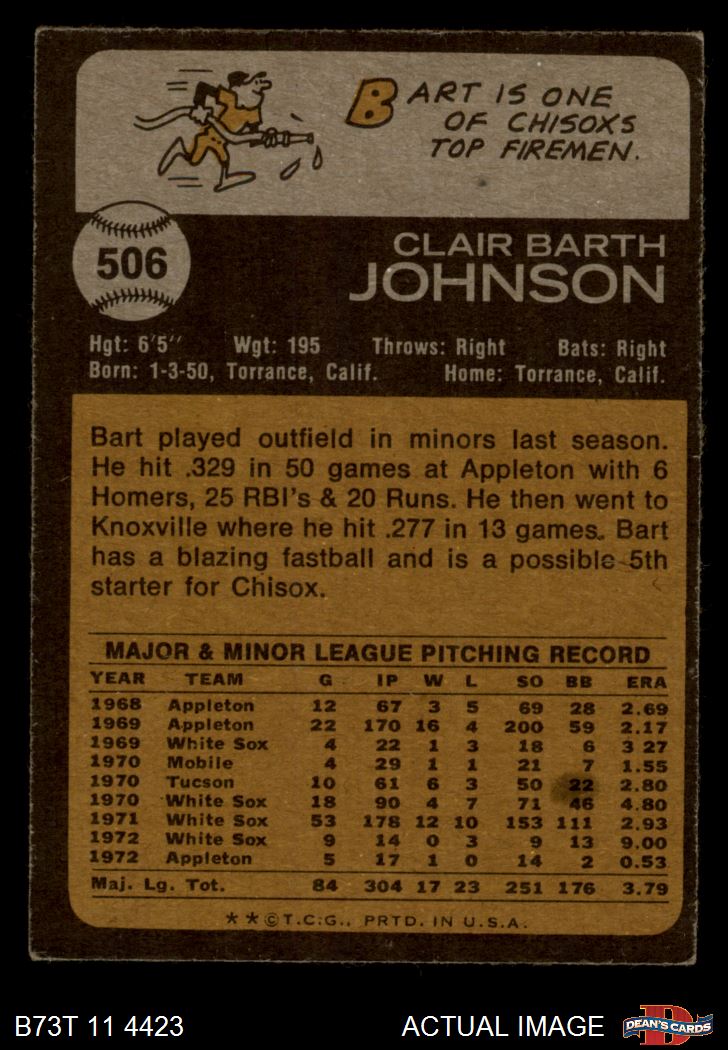 BART IS ONE
OF CHISOXS
TOP FIREMEN.
506
CLAIR BARTH
JOHNSON
Hgt: 6'5" Wgt: 195 Throws: Right Bats: Right
Born: 1-3-50, Torrance, Calif. Home: Torrance, Calif.
Bart played outfield in minors last season.
He hit .329 in 50 games at Appleton with 6
Homers, 25 RBI's & 20 Runs. He then went to
Knoxville where he hit .277 in 13 games. Bart
has a blazing fastball and is a possible 5th
starter for Chisox.
MAJOR & MINOR LEAGUE PITCHING RECORD
YEAR TEAM G IP W L SO BB ERA
1968 Appleton 12 67 3 5 69 28 2.69
1969 Appleton 22 170 16 4 200 59 2.17
1969 White Sox 4 22 1 3 18 6 3 27
1970 Mobile 4 29 1 1 21 7 1.55
1970 Tucson 10 61 6 3 50 22 2.80
1970 White Sox 18 90 4 7 71 46 4.80
1971 White Sox 53 178 12 10 153 111 2.93
1972 White Sox 9 14 0 3 9 13 9.00
1972 Appleton 5 17 1 0 14 2 0.53
Maj. Lg. Tot. 84 304 17 23 251 176 3.79
**©T.C.G., PRTD. IN U.S.A.
B73T 11 4423 ACTUAL IMAGE DEAN'S CARDS